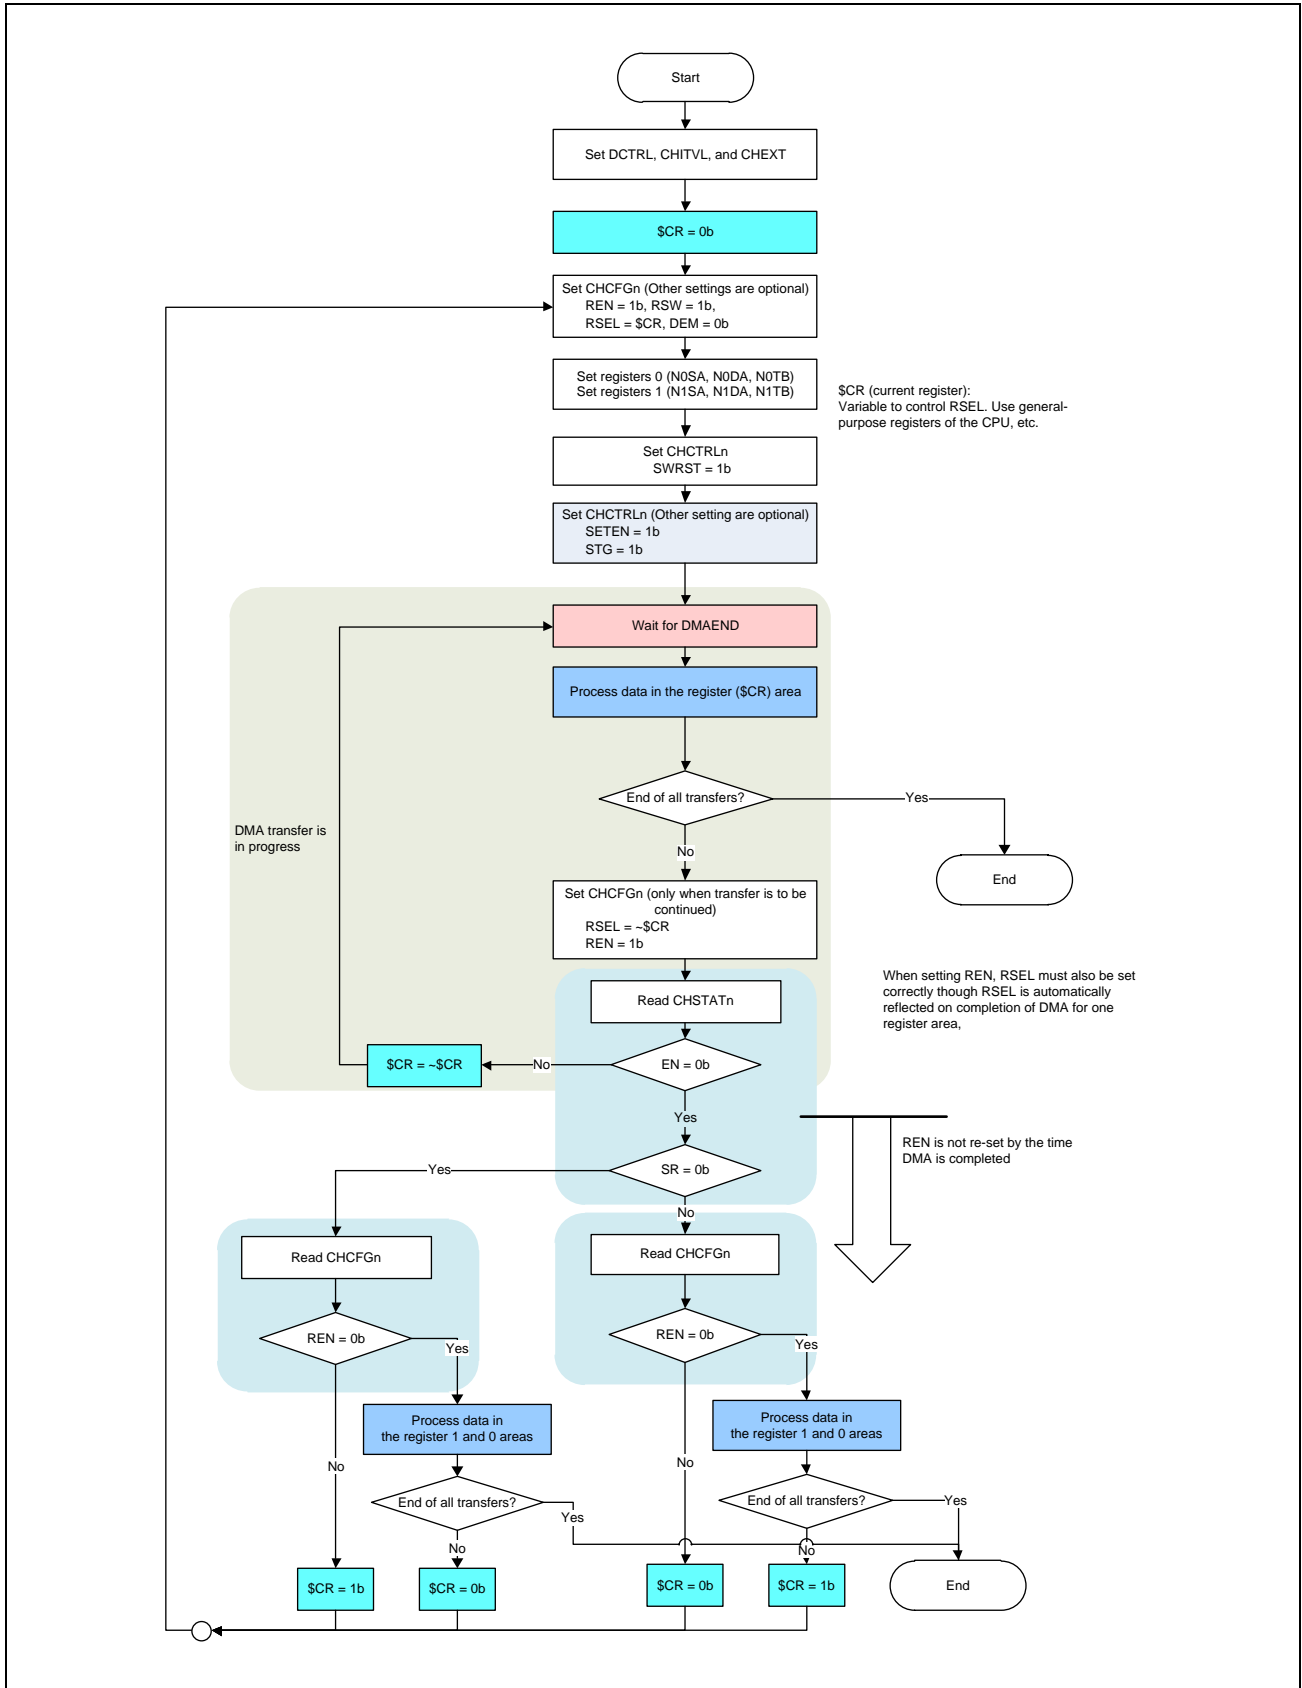 Start
Set DCTRL, CHITVL, and CHEXT
$CR = 0b
Set CHCFGn (Other settings are optional)
REN = 1b, RSW = 1b,
RSEL = $CR, DEM = 0b
Set registers 0 (N0SA, N0DA, N0TB)
Set registers 1 (N1SA, N1DA, N1TB)
$CR (current register):
Variable to control RSEL. Use general-
purpose registers of the CPU, etc.
Set CHCTRLn
SWRST = 1b
Set CHCTRLn (Other setting are optional)
SETEN = 1b
STG = 1b
Wait for DMAEND
Process data in the register ($CR) area
End of all transfers?
Yes
DMA transfer is
in progress
No
End
Set CHCFGn (only when transfer is to be
continued)
RSEL = ~$CR
REN = 1b
When setting REN, RSEL must also be set
correctly though RSEL is automatically
reflected on completion of DMA for one
register area,
Read CHSTATn
$CR = ~$CR
No
EN = 0b
Yes
REN is not re-set by the time
DMA is completed
Yes
SR = 0b
No
Read CHCFGn
Read CHCFGn
REN = 0b
Yes
REN = 0b
Yes
Process data in
the register 1 and 0 areas
Process data in
the register 1 and 0 areas
No
No
End of all transfers?
Yes
End of all transfers?
Yes
No
No
$CR = 1b
$CR = 0b
$CR = 0b
$CR = 1b
End